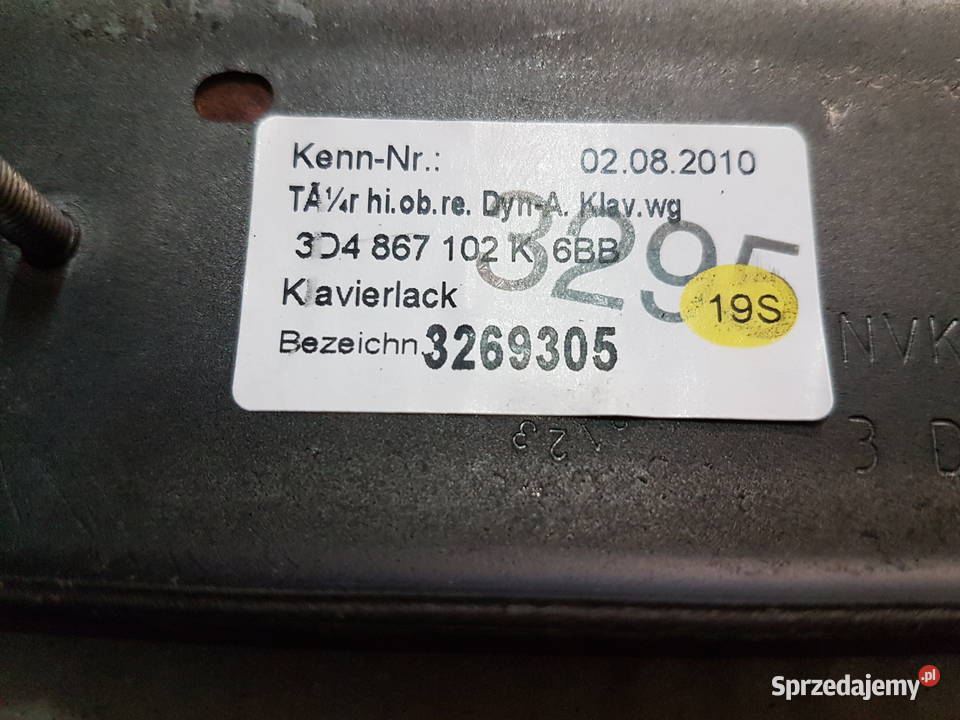 Kenn-Nr.: 02.08.2010
TÃ¼r hi.ob.re. Dyn-A. Klav.wg
3D4 867 102 K 6BB
3295
Klavierlack
19S
Bezeichn. 3269305
NVK
3 D
Sprzedajemy.pl